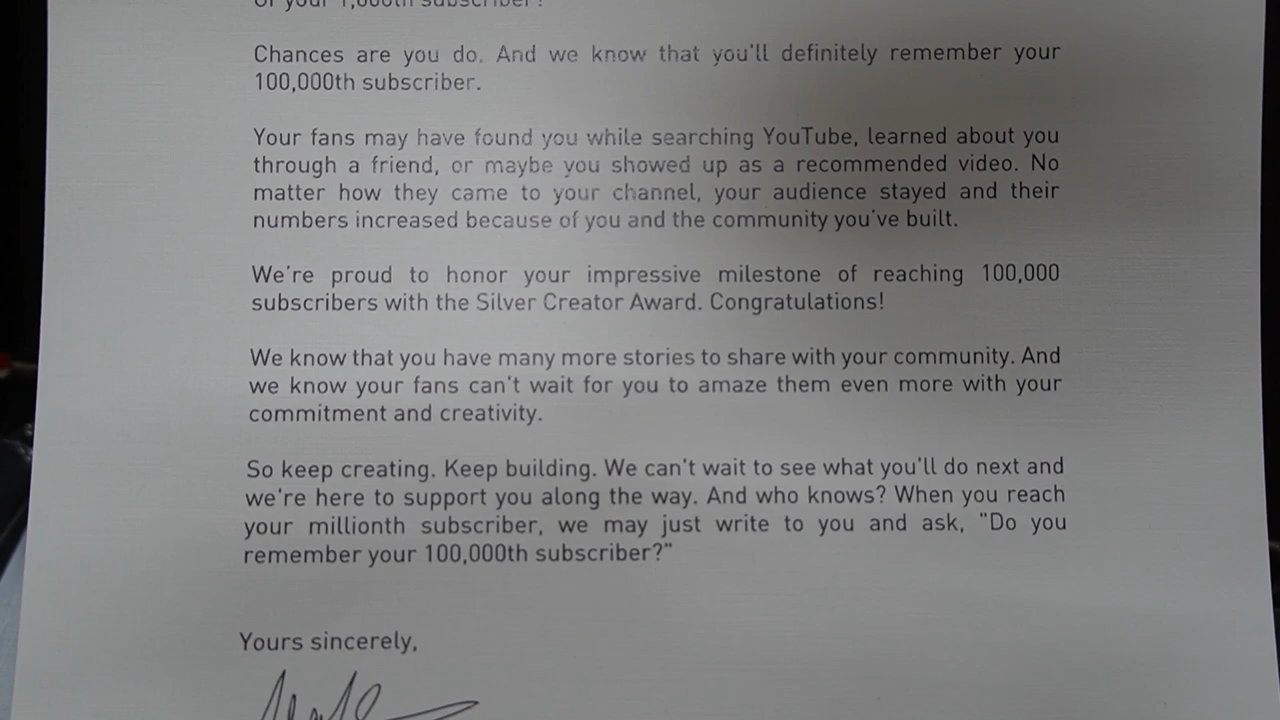 Or your 1,000th subscriber?
Chances are you do. And we know that you'll definitely remember your
100,000th subscriber.
Your fans may have found you while searching YouTube, learned about you
through a friend, or maybe you showed up as a recommended video. No
matter how they came to your channel, your audience stayed and their
numbers increased because of you and the community you've built.
We're proud to honor your impressive milestone of reaching 100,000
subscribers with the Silver Creator Award. Congratulations!
We know that you have many more stories to share with your community. And
we know your fans can't wait for you to amaze them even more with your
commitment and creativity.
So keep creating. Keep building. We can't wait to see what you'll do next and
we're here to support you along the way. And who knows? When you reach
your millionth subscriber, we may just write to you and ask, "Do you
remember your 100,000th subscriber?"
Yours sincerely,